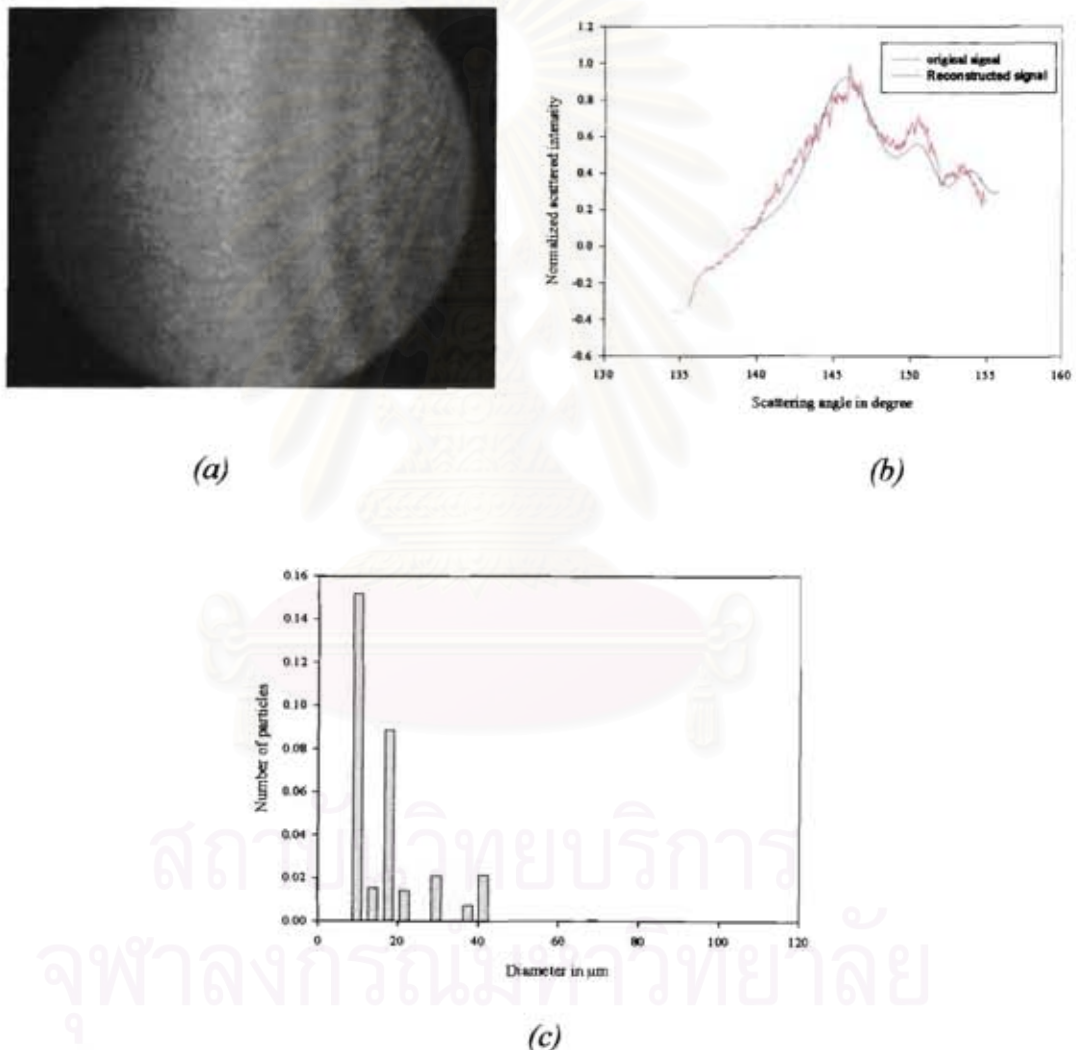 1.2
1.0
0.8
0.6
0.4
0.2
0.0
-0.2
-0.4
-0.6
Normalized scattered intensity
original signal
Reconstructed signal
130 135 140 145 150 155 160
Scattering angle in degree
(a)
(b)
0.16
0.14
0.12
0.10
0.08
0.06
0.04
0.02
0.00
Number of particles
0 20 40 60 80 100 120
Diameter in µm
สถาบันวิทยบริการ
จุฬาลงกรณ์มหาวิทยาลัย
(c)